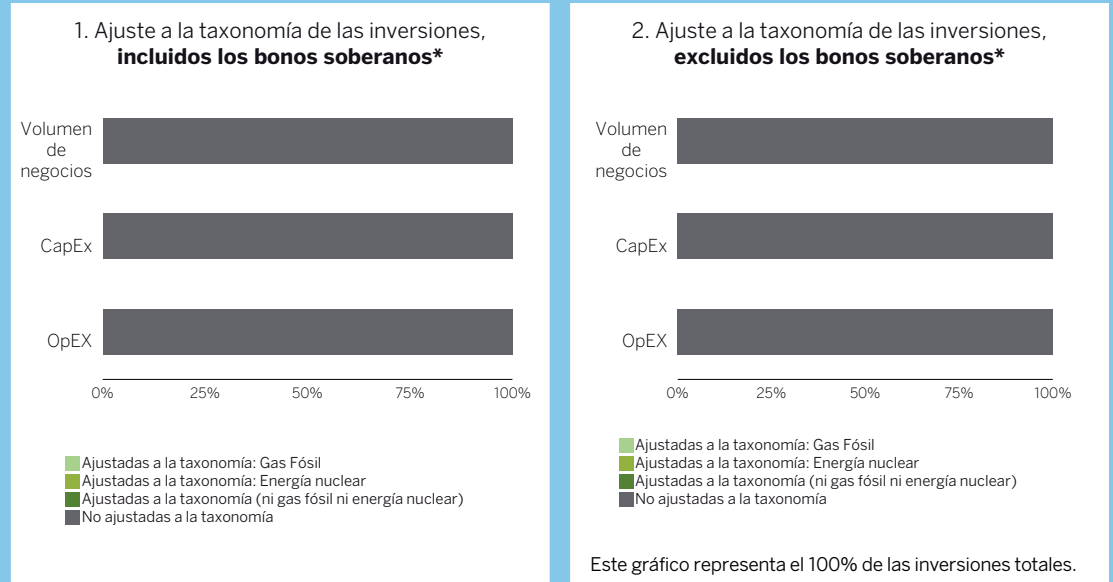 1. Ajuste a la taxonomía de las inversiones,
incluidos los bonos soberanos*
Volumen
de
negocios
CapEx
OpEX
0% 25% 50% 75% 100%
Ajustadas a la taxonomía: Gas Fósil
Ajustadas a la taxonomía: Energía nuclear
Ajustadas a la taxonomía (ni gas fósil ni energía nuclear)
No ajustadas a la taxonomía
2. Ajuste a la taxonomía de las inversiones,
excluidos los bonos soberanos*
Volumen
de
negocios
CapEx
OpEX
0% 25% 50% 75% 100%
Ajustadas a la taxonomía: Gas Fósil
Ajustadas a la taxonomía: Energía nuclear
Ajustadas a la taxonomía (ni gas fósil ni energía nuclear)
No ajustadas a la taxonomía
Este gráfico representa el 100% de las inversiones totales.